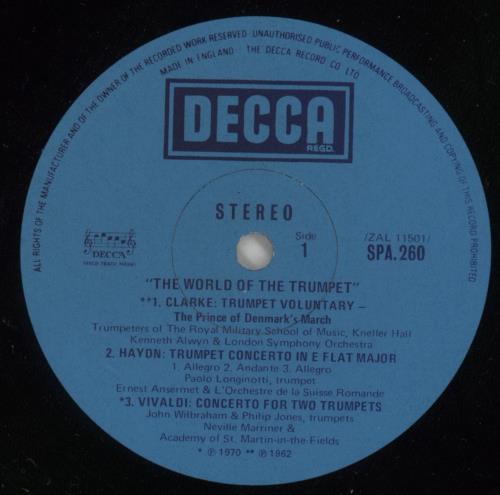 ALL RIGHTS OF THE MANUFACTURER AND OF THE OWNER OF THE RECORDED WORK RESERVED · UNAUTHORISED PUBLIC PERFORMANCE BROADCASTING AND COPYING OF THIS RECORD PROHIBITED
MADE IN ENGLAND · THE DECCA RECORD CO LTD
DECCA
REGD.
STEREO
Side
1
/ZAL 11501/
SPA.260
DECCA
"THE WORLD OF THE TRUMPET"
**1. CLARKE: TRUMPET VOLUNTARY –
The Prince of Denmark's March
Trumpeters of The Royal Military School of Music, Kneller Hall
Kenneth Alwyn & London Symphony Orchestra
2. HAYDN: TRUMPET CONCERTO IN E FLAT MAJOR
1. Allegro 2. Andante 3. Allegro
Paolo Longinotti, trumpet
Ernest Ansermet & L'Orchestre de la Suisse Romande
*3. VIVALDI: CONCERTO FOR TWO TRUMPETS
John Wilbraham & Philip Jones, trumpets
Neville Marriner &
Academy of St. Martin-in-the-Fields
* ℗ 1970 ** ℗ 1962